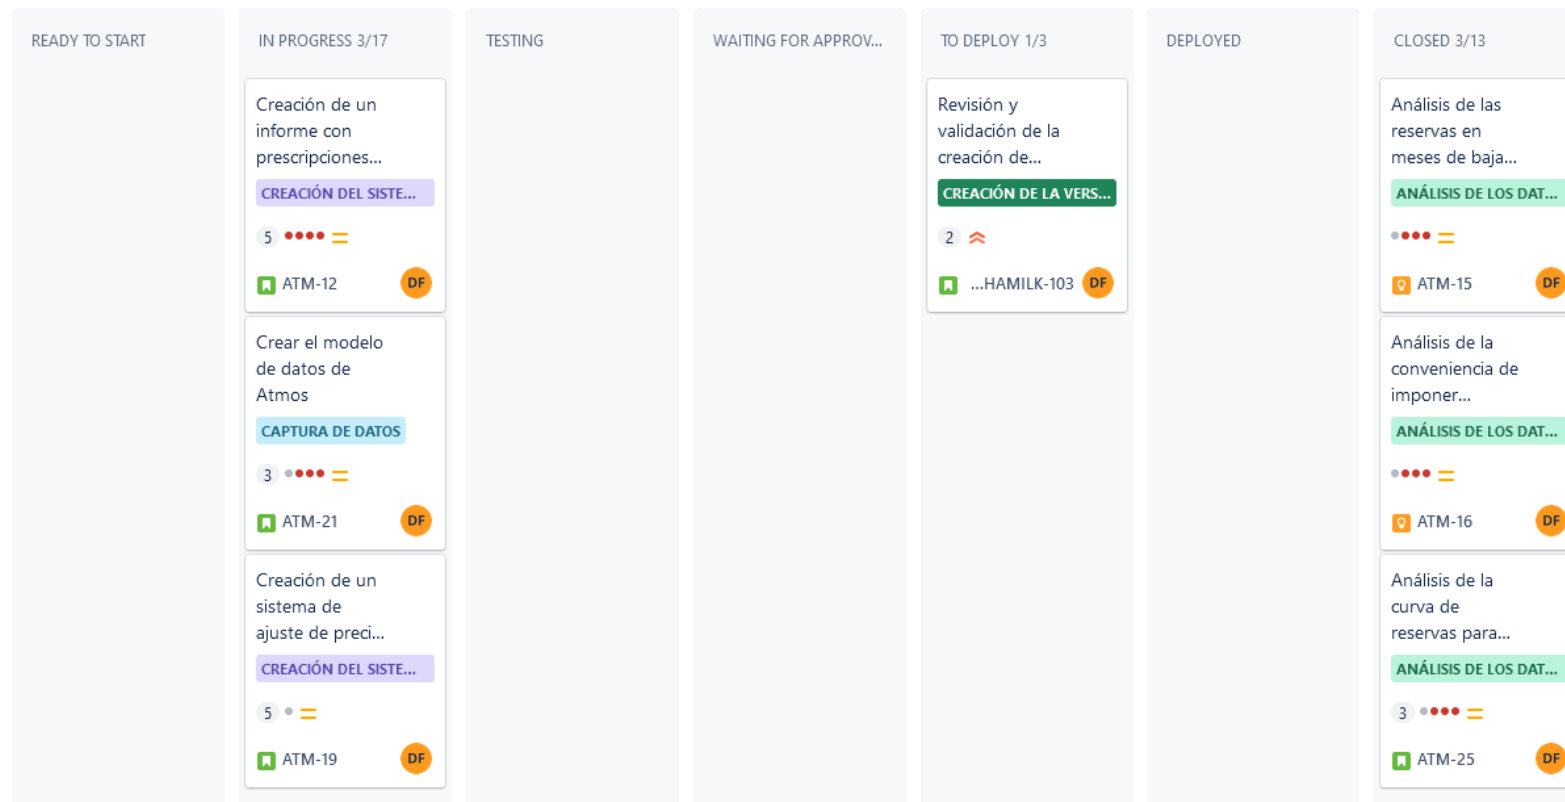 READY TO START
IN PROGRESS 3/17
Creación de un
informe con
prescripciones...
CREACIÓN DEL SISTE...
5
ATM-12
DF
Crear el modelo
de datos de
Atmos
CAPTURA DE DATOS
3
ATM-21
DF
Creación de un
sistema de
ajuste de preci...
CREACIÓN DEL SISTE...
5
ATM-19
DF
TESTING
WAITING FOR APPROV...
TO DEPLOY 1/3
Revisión y
validación de la
creación de...
CREACIÓN DE LA VERS...
2
...HAMILK-103
DF
DEPLOYED
CLOSED 3/13
Análisis de las
reservas en
meses de baja...
ANÁLISIS DE LOS DAT...
ATM-15
DF
Análisis de la
conveniencia de
imponer...
ANÁLISIS DE LOS DAT...
ATM-16
DF
Análisis de la
curva de
reservas para...
ANÁLISIS DE LOS DAT...
3
ATM-25
DF